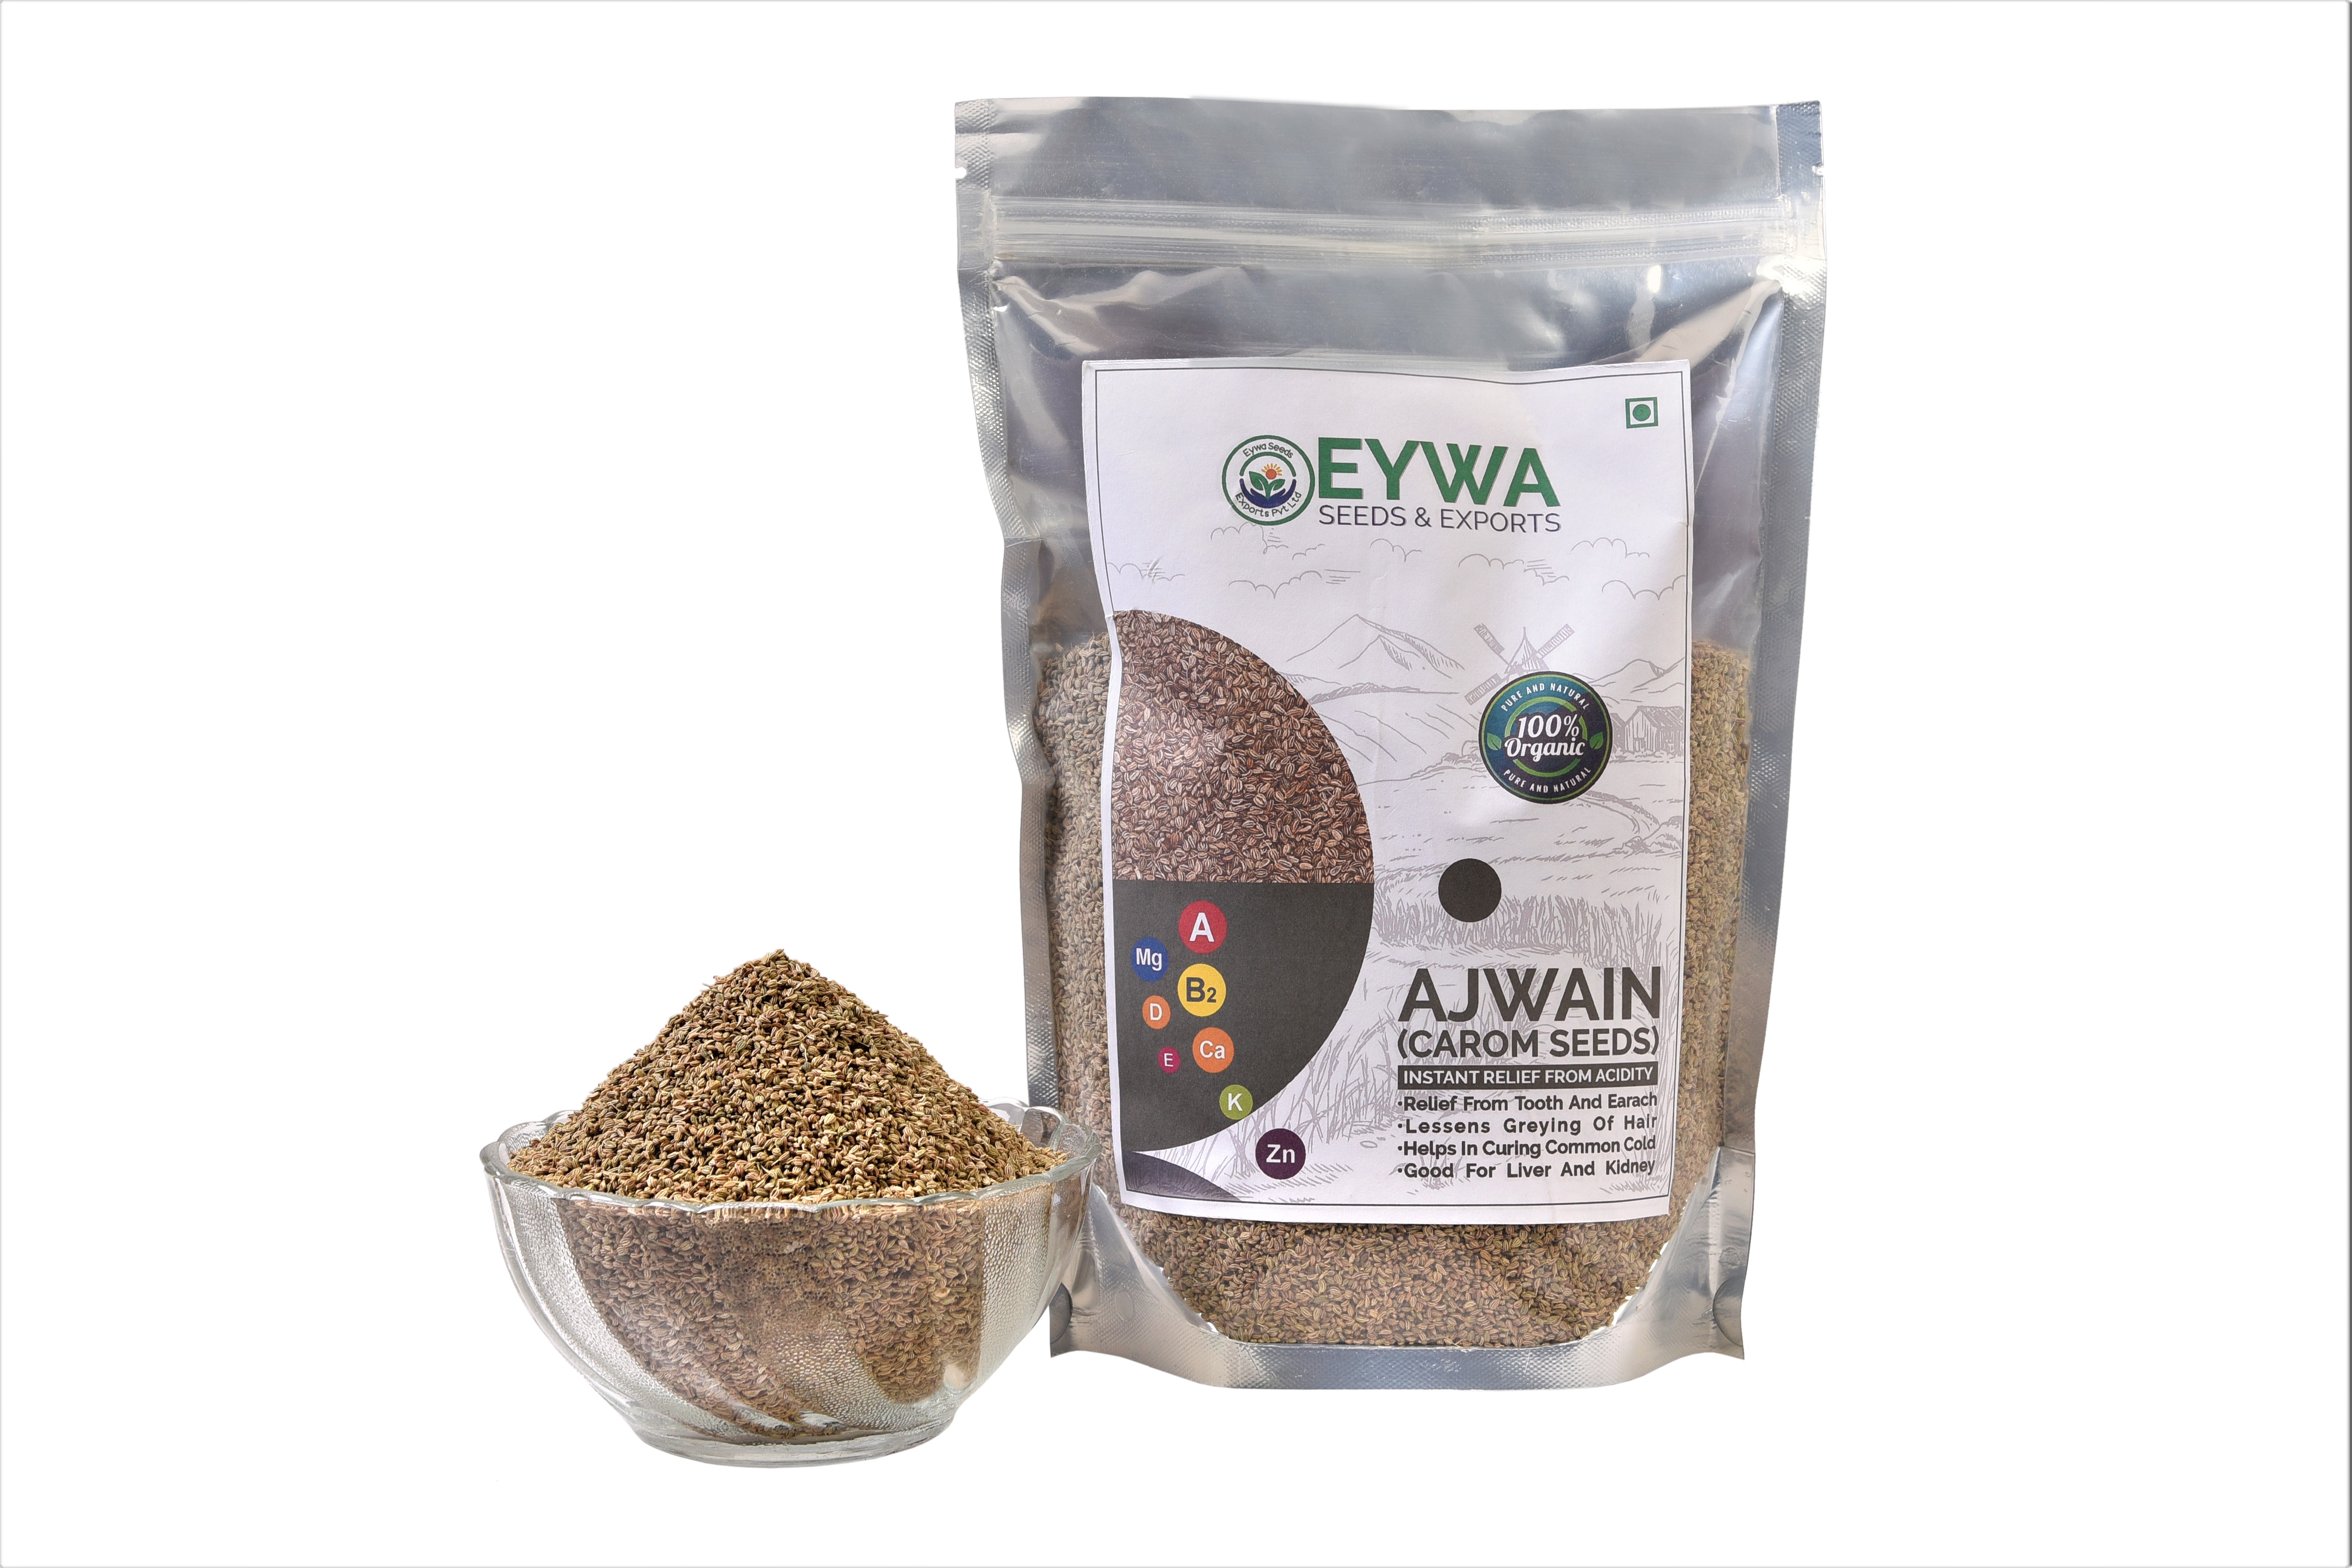 Eywa Seeds
Exports Pvt Ltd
EYWA
SEEDS & EXPORTS
PURE AND NATURAL
100%
Organic
PURE AND NATURAL
A
Mg
B2
D
Ca
E
K
Zn
AJWAIN
(CAROM SEEDS)
INSTANT RELIEF FROM ACIDITY
•Relief From Tooth And Earach
•Lessens Greying Of Hair
•Helps In Curing Common Cold
•Good For Liver And Kidney